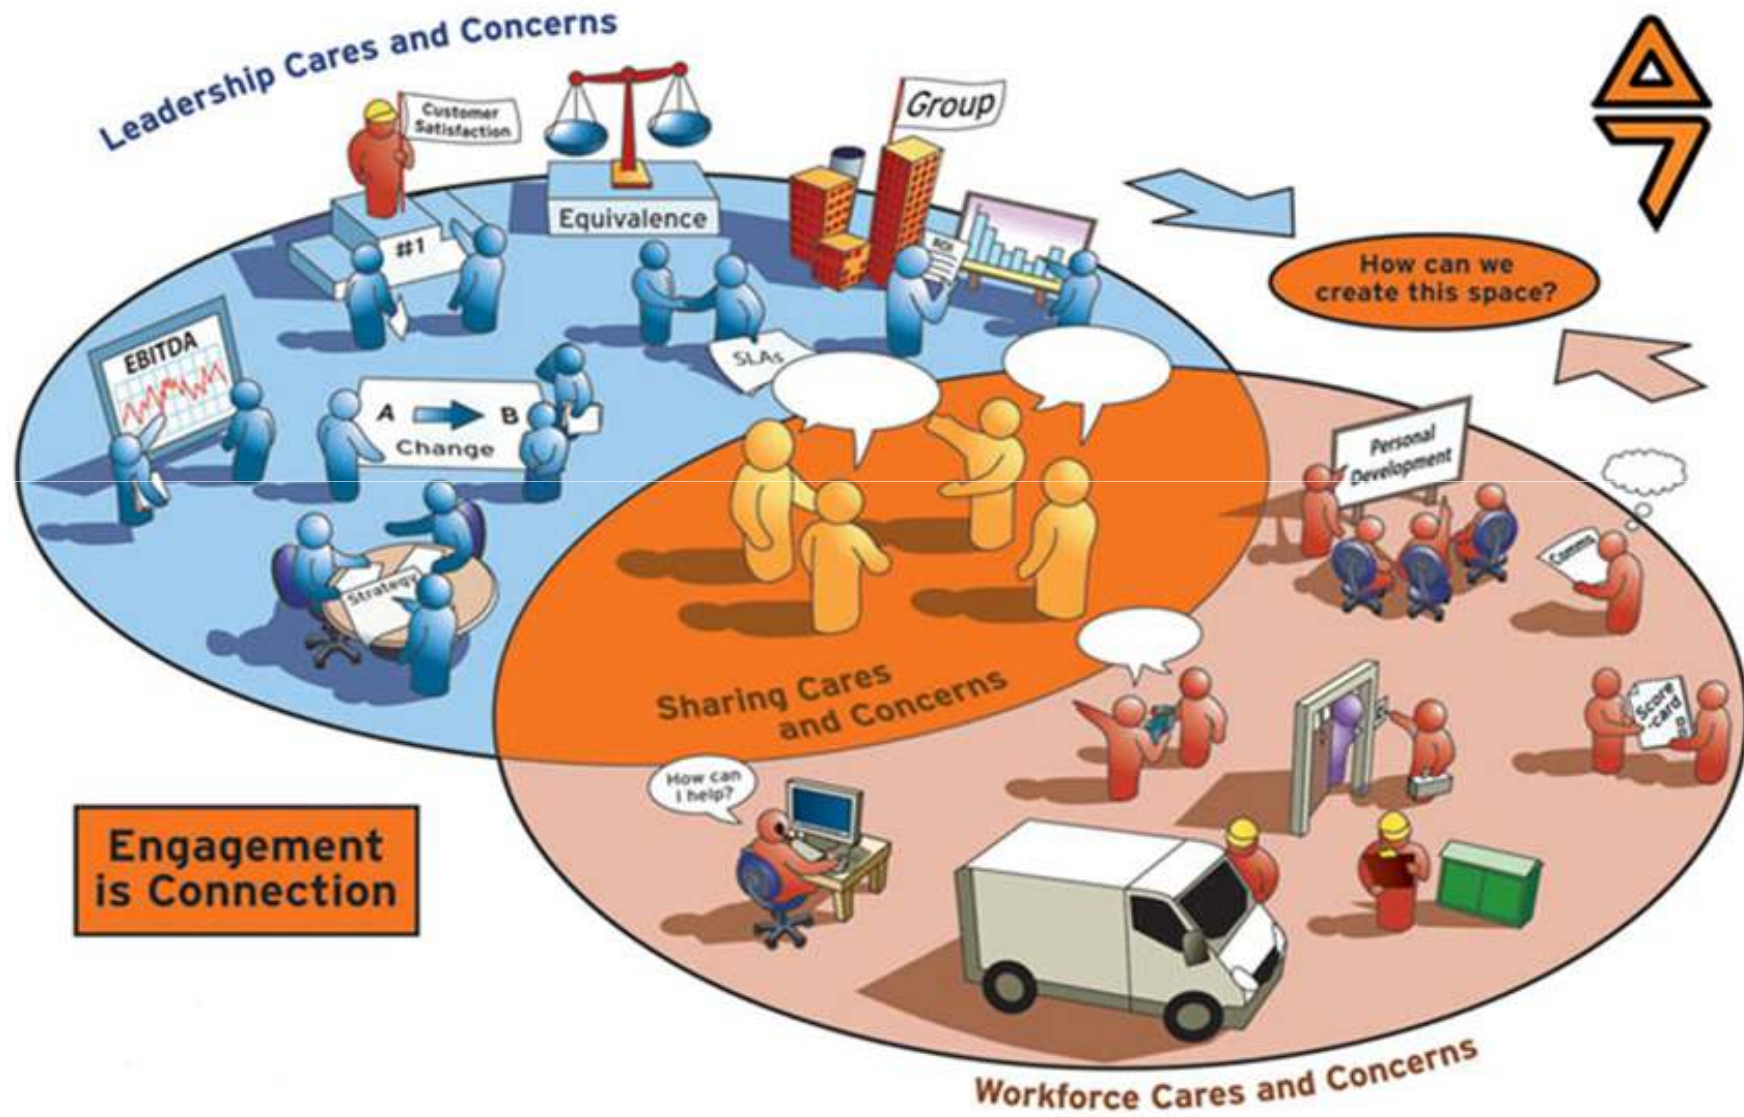 Leadership Cares and Concerns
Customer
Satisfaction
Group
Equivalence
#1
ROI
How can we
create this space?
EBITDA
SLAs
A B
Change
Personal
Development
Strategy
Comms
Sharing Cares
and Concerns
Score
-card
How can
I help?
Engagement
is Connection
Workforce Cares and Concerns